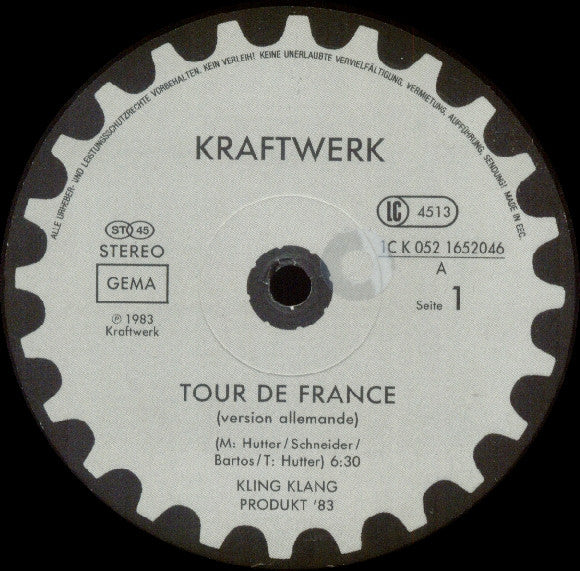 ALLE URHEBER- UND LEISTUNGSSCHUTZRECHTE VORBEHALTEN. KEIN VERLEIH! KEINE UNERLAUBTE VERVIELFÄLTIGUNG, VERMIETUNG, AUFFÜHRUNG, SENDUNG! MADE IN EEC.
KRAFTWERK
ST 45
STEREO
GEMA
℗ 1983
Kraftwerk
LC 4513
1C K 052 1652046
A
Seite 1
TOUR DE FRANCE
(version allemande)
(M: Hutter/Schneider/
Bartos/T: Hutter) 6:30
KLING KLANG
PRODUKT '83